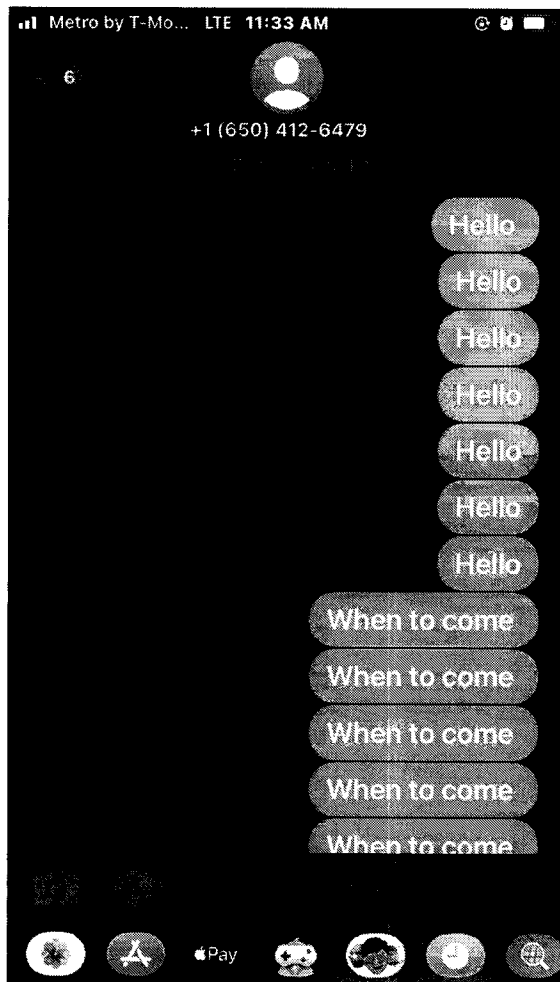 Metro by T-Mo... LTE 11:33 AM
6
+1 (650) 412-6479
Hello
Hello
Hello
Hello
Hello
Hello
Hello
When to come
When to come
When to come
When to come
When to come
Pay